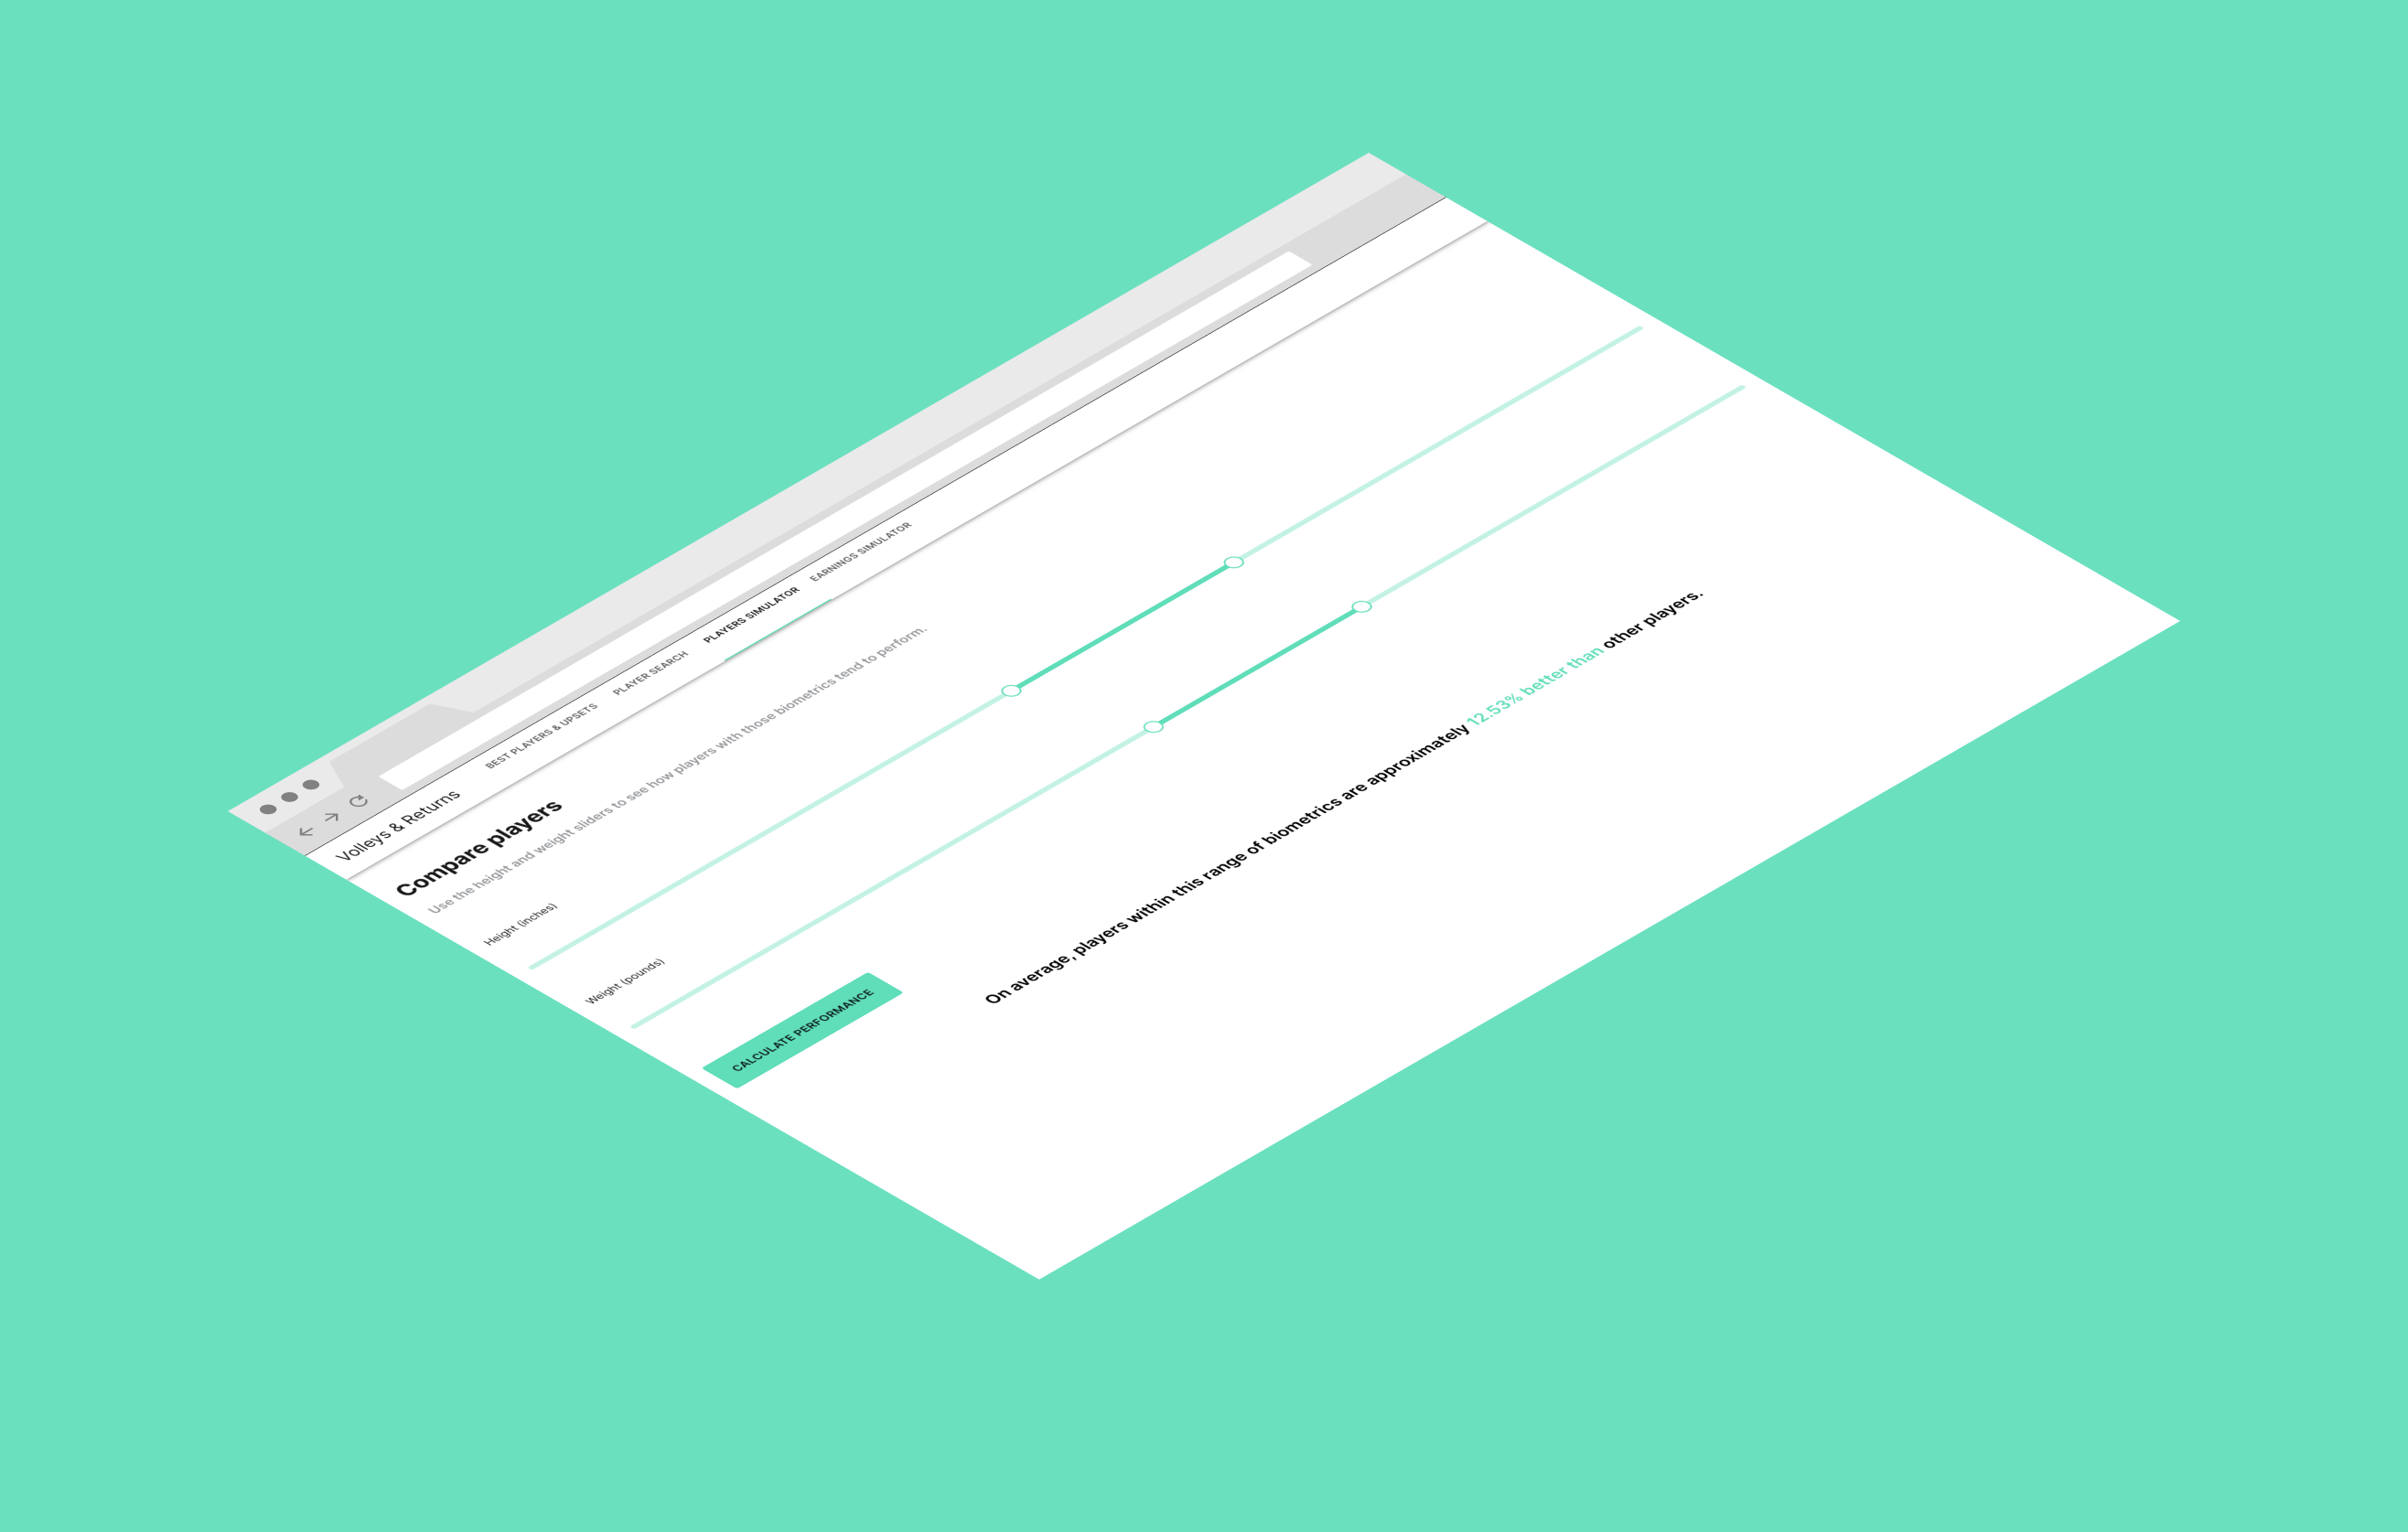 Volleys & Returns
BEST PLAYERS & UPSETS
PLAYER SEARCH
PLAYERS SIMULATOR
EARNINGS SIMULATOR
Compare players
Use the height and weight sliders to see how players with those biometrics tend to perform.
Height (inches)
Weight (pounds)
CALCULATE PERFORMANCE
On average, players within this range of biometrics are approximately 12.53% better than other players.